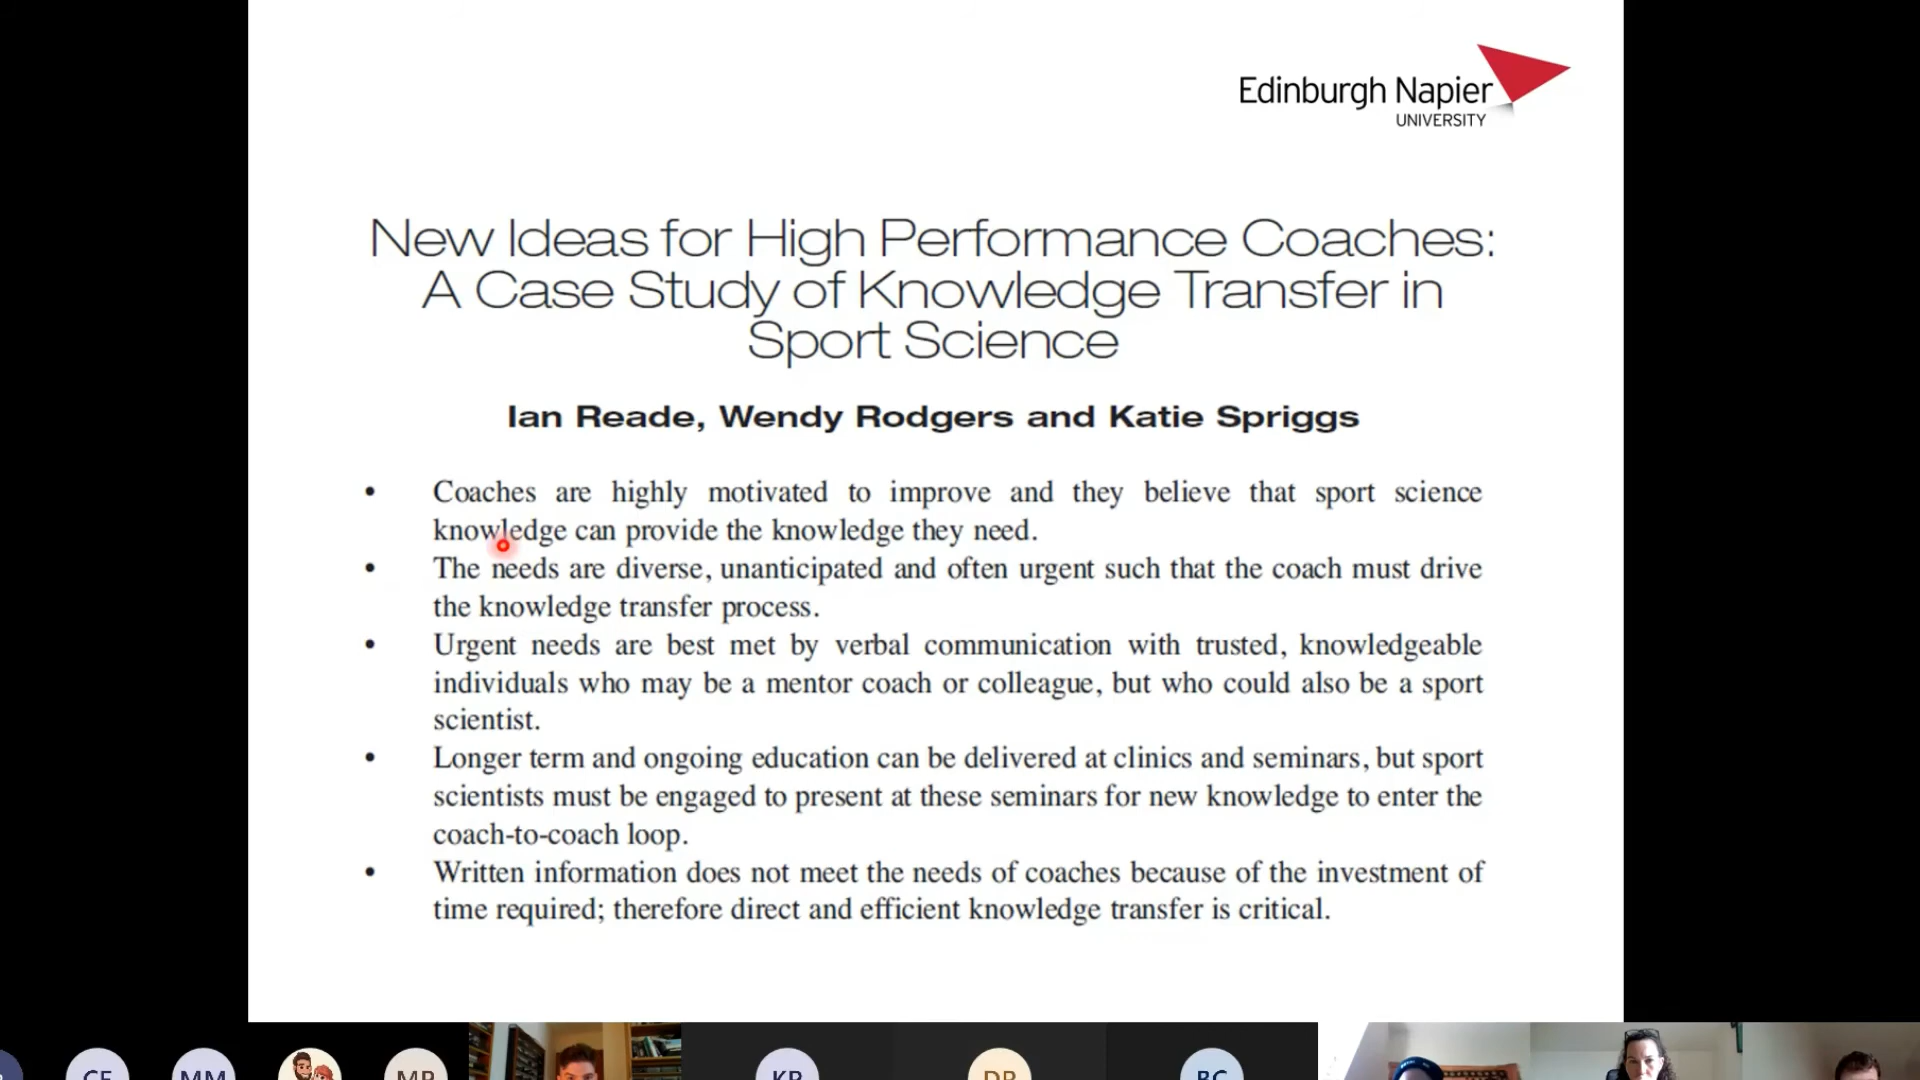 Edinburgh Napier
UNIVERSITY
New Ideas for High Performance Coaches:
A Case Study of Knowledge Transfer in
Sport Science
Ian Reade, Wendy Rodgers and Katie Spriggs
• Coaches are highly motivated to improve and they believe that sport science
knowledge can provide the knowledge they need.
• The needs are diverse, unanticipated and often urgent such that the coach must drive
the knowledge transfer process.
• Urgent needs are best met by verbal communication with trusted, knowledgeable
individuals who may be a mentor coach or colleague, but who could also be a sport
scientist.
• Longer term and ongoing education can be delivered at clinics and seminars, but sport
scientists must be engaged to present at these seminars for new knowledge to enter the
coach-to-coach loop.
• Written information does not meet the needs of coaches because of the investment of
time required; therefore direct and efficient knowledge transfer is critical.
MM